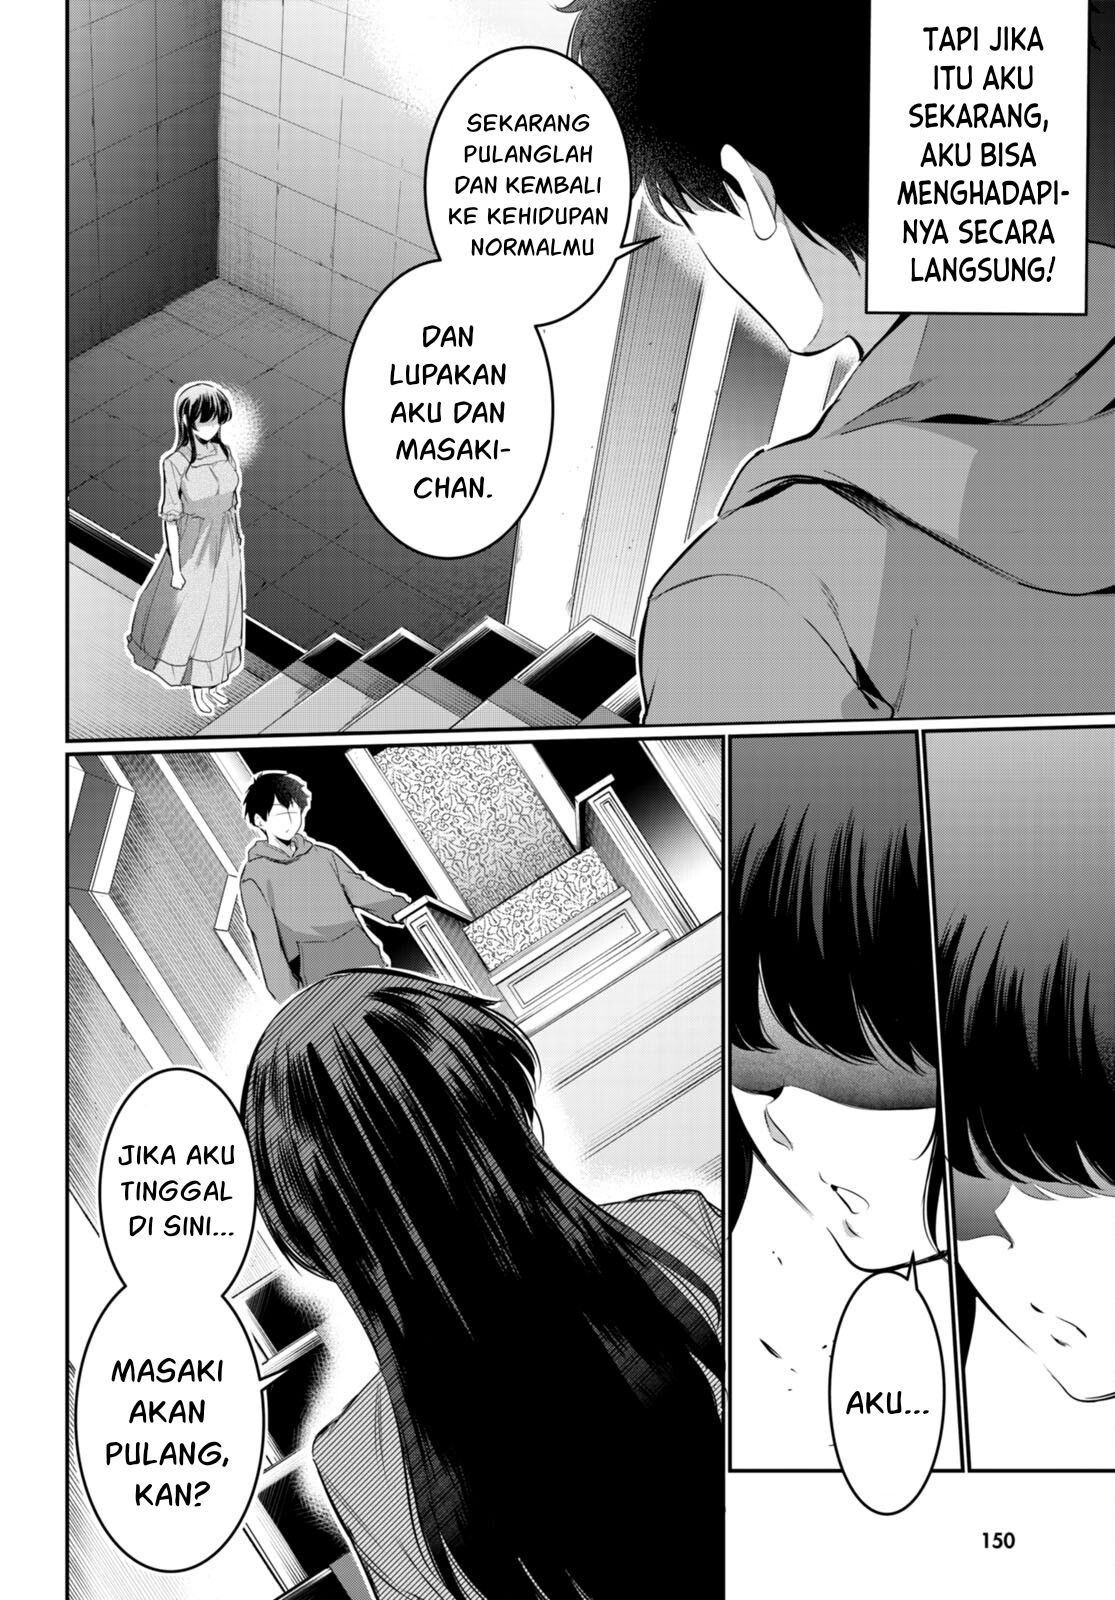 TAPI JIKA
ITU AKU
SEKARANG,
AKU BISA
MENGHADAPI-
NYA SECARA
LANGSUNG!
SEKARANG
PULANGLAH
DAN KEMBALI
KE KEHIDUPAN
NORMALMU
DAN
LUPAKAN
AKU DAN
MASAKI-
CHAN.
AKU...
JIKA AKU
TINGGAL
DI SINI...
MASAKI
AKAN
PULANG,
KAN?
150